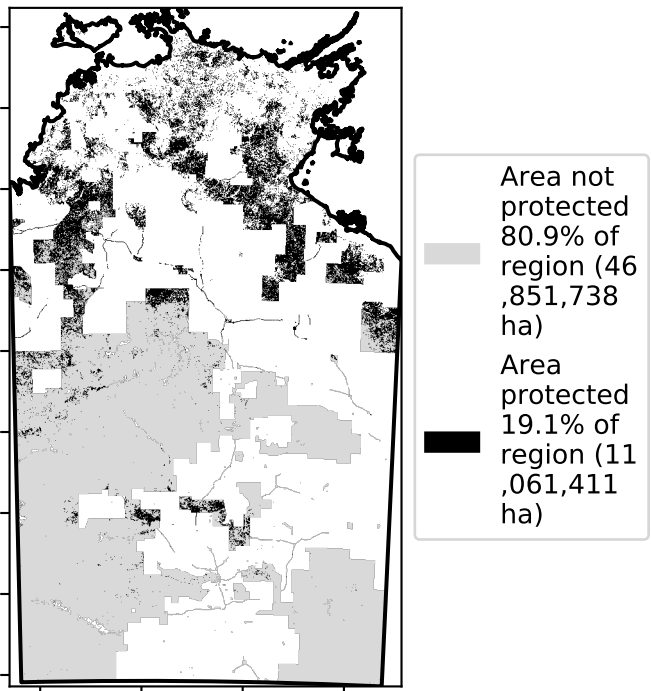 Area not
protected
80.9% of
region (46
,851,738
ha)
Area
protected
19.1% of
region (11
,061,411
ha)